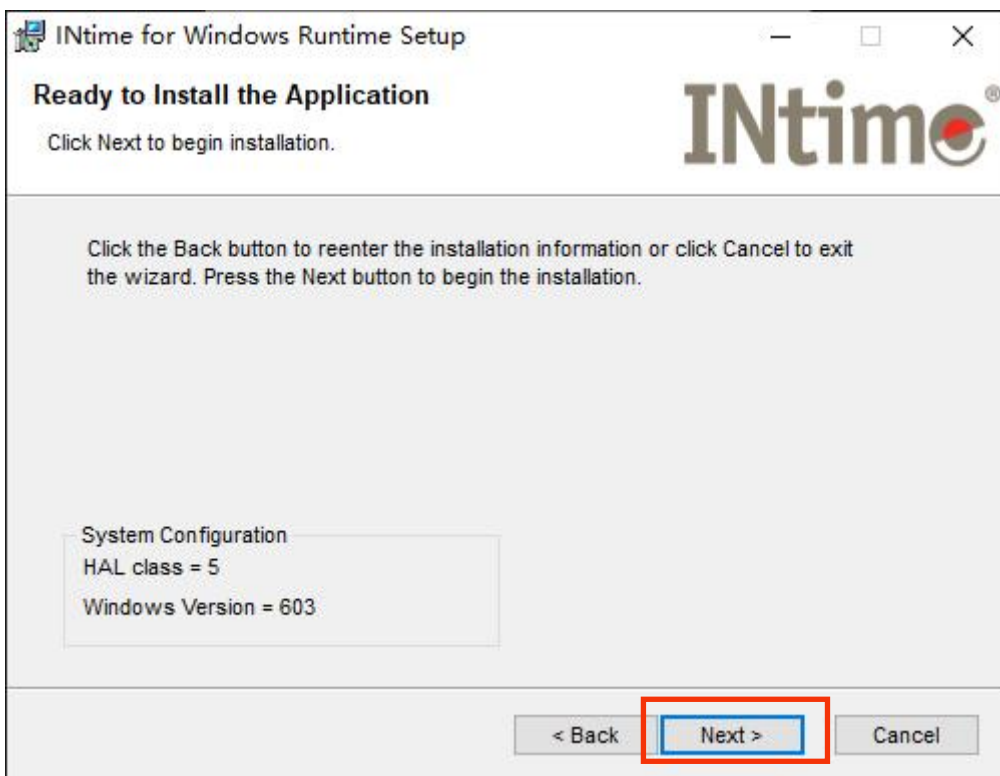 INtime for Windows Runtime Setup
Ready to Install the Application
Click Next to begin installation.
INtime®
Click the Back button to reenter the installation information or click Cancel to exit
the wizard. Press the Next button to begin the installation.
System Configuration
HAL class = 5
Windows Version = 603
< Back
Next >
Cancel